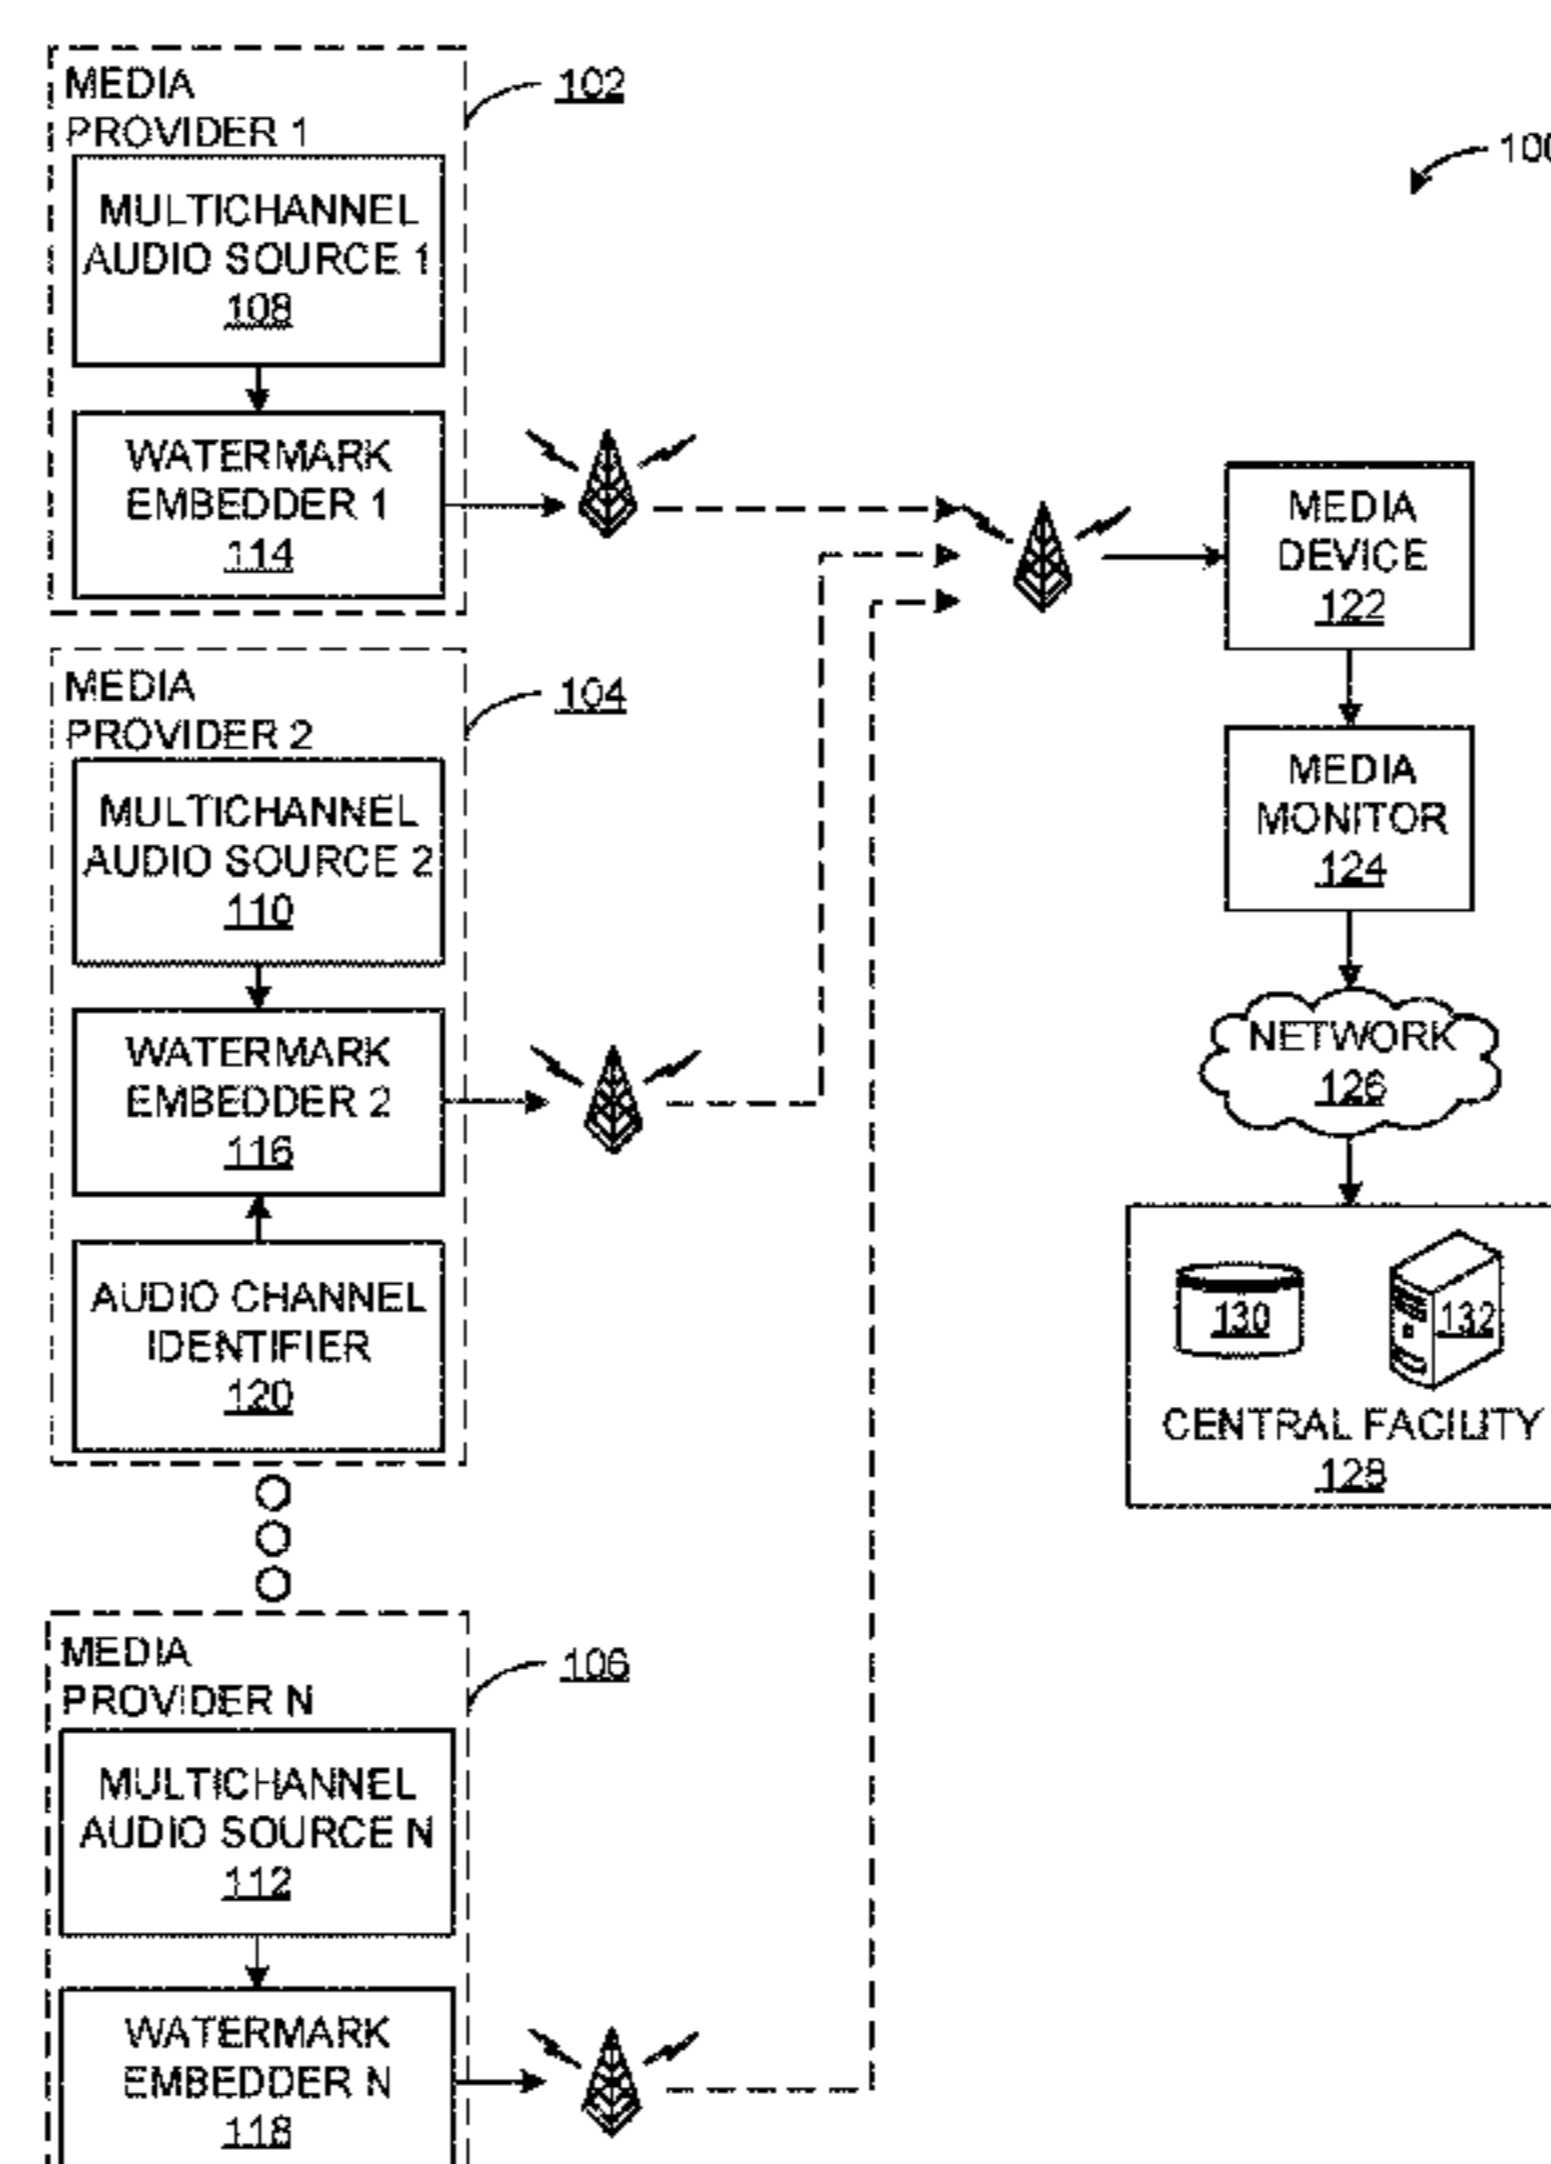 MEDIA
PROVIDER 1
102
MULTICHANNEL
AUDIO SOURCE 1
108
WATERMARK
EMBEDDER 1
114
MEDIA
PROVIDER 2
104
MULTICHANNEL
AUDIO SOURCE 2
110
WATERMARK
EMBEDDER 2
116
AUDIO CHANNEL
IDENTIFIER
120
MEDIA
PROVIDER N
106
MULTICHANNEL
AUDIO SOURCE N
112
WATERMARK
EMBEDDER N
118
100
MEDIA
DEVICE
122
MEDIA
MONITOR
124
NETWORK
126
130
132
CENTRAL FACILITY
128